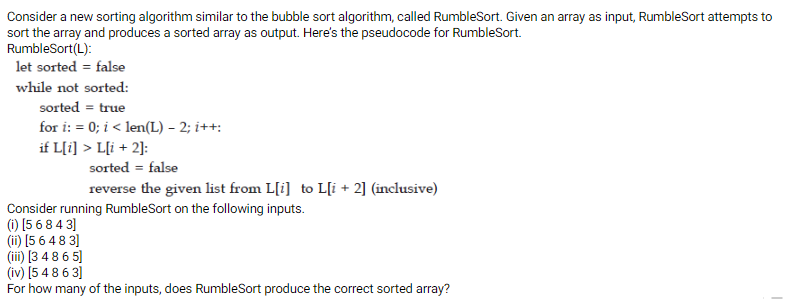 Consider a new sorting algorithm similar to the bubble sort algorithm, called RumbleSort. Given an array as input, RumbleSort attempts to
sort the array and produces a sorted array as output. Here's the pseudocode for RumbleSort.
RumbleSort(L):
let sorted = false
while not sorted:
sorted = true
for i: = 0; i < len(L) – 2; i++:
if L[i] > L[i + 2]:
sorted = false
reverse the given list from L[i] to L[i + 2] (inclusive)
Consider running RumbleSort on the following inputs.
(i) [5 6 8 4 3]
(ii) [5 6 4 8 3]
(iii) [3 4 8 6 5]
(iv) [5 4 8 6 3]
For how many of the inputs, does RumbleSort produce the correct sorted array?